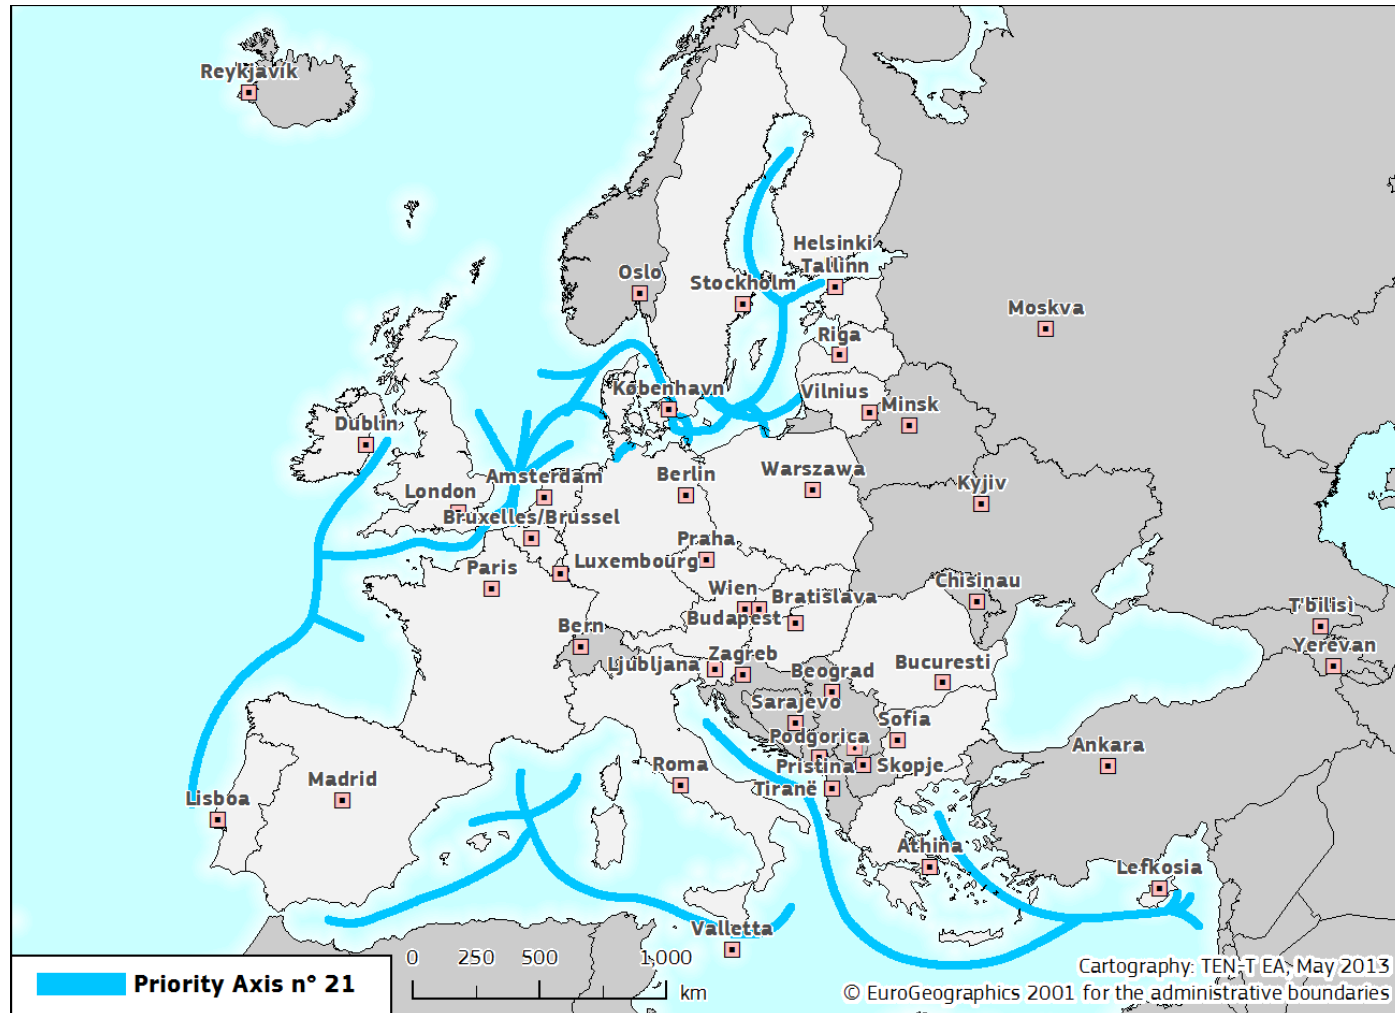 Reykjavík
Helsinki
Tallinn
Oslo
Stockholm
Moskva
Riga
København
Vilnius
Minsk
Dublin
Warszawa
Amsterdam
Berlin
London
Kyjiv
Bruxelles/Brüssel
Praha
Paris
Luxembourg
Chisinau
Wien
Bratislava
Budapest
T'bilisi
Bern
Yerevan
Ljubljana
Zagreb
Beograd
Bucuresti
Sarajevo
Sofia
Podgorica
Ankara
Roma
Pristina
Skopje
Madrid
Tiranë
Lisboa
Athina
Lefkosia
Valletta
0 250 500 1,000
km
Priority Axis n° 21
Cartography: TEN-T EA, May 2013
© EuroGeographics 2001 for the administrative boundaries